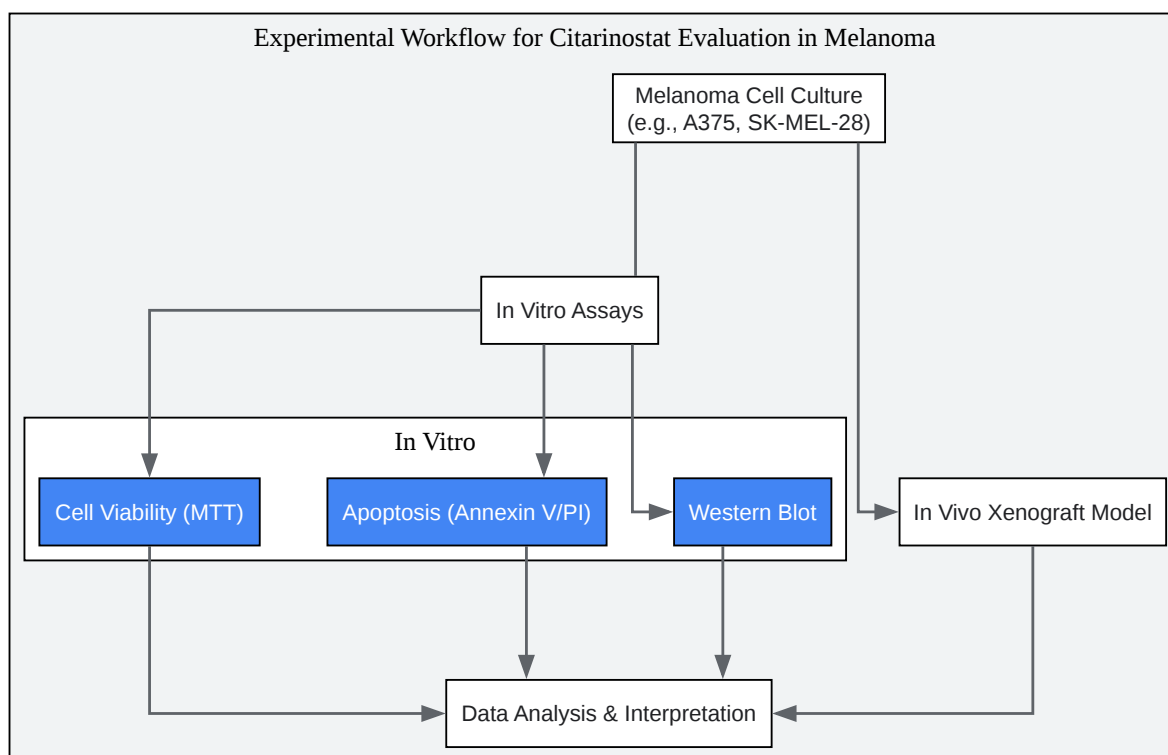 Experimental Workflow for Citarinostat Evaluation in Melanoma
Melanoma Cell Culture
(e.g., A375, SK-MEL-28)
In Vitro Assays
In Vitro
Cell Viability (MTT)
Apoptosis (Annexin V/PI)
Western Blot
In Vivo Xenograft Model
Data Analysis & Interpretation